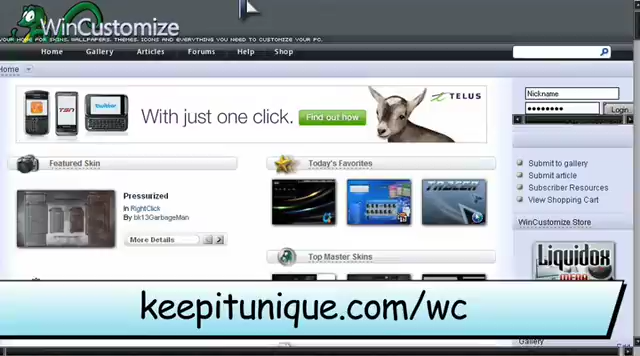 WinCustomize
YOUR HOME FOR SKINS, WALLPAPERS, THEMES, ICONS AND EVERYTHING YOU NEED TO CUSTOMIZE YOUR PC.
Home Gallery Articles Forums Help Shop
Home
Nickname
Login
TSN
twitter
With just one click.
Find out how
TELUS
Featured Skin
Today's Favorites
Pressurized
in RightClick
By bk13GarbageMan
More Details
Submit to gallery
Submit article
Subscriber Resources
View Shopping Cart
WinCustomize Store
Liquidox
Top Master Skins
keepitunique.com/wc
Gallery